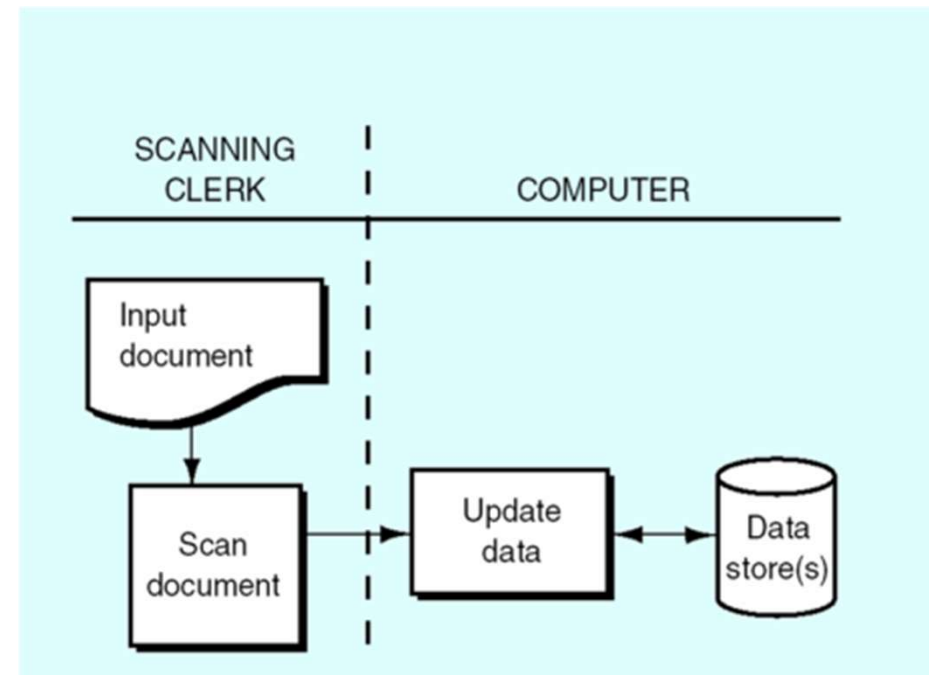 SCANNING
CLERK
COMPUTER
Input
document
Scan
document
Update
data
Data
store(s)